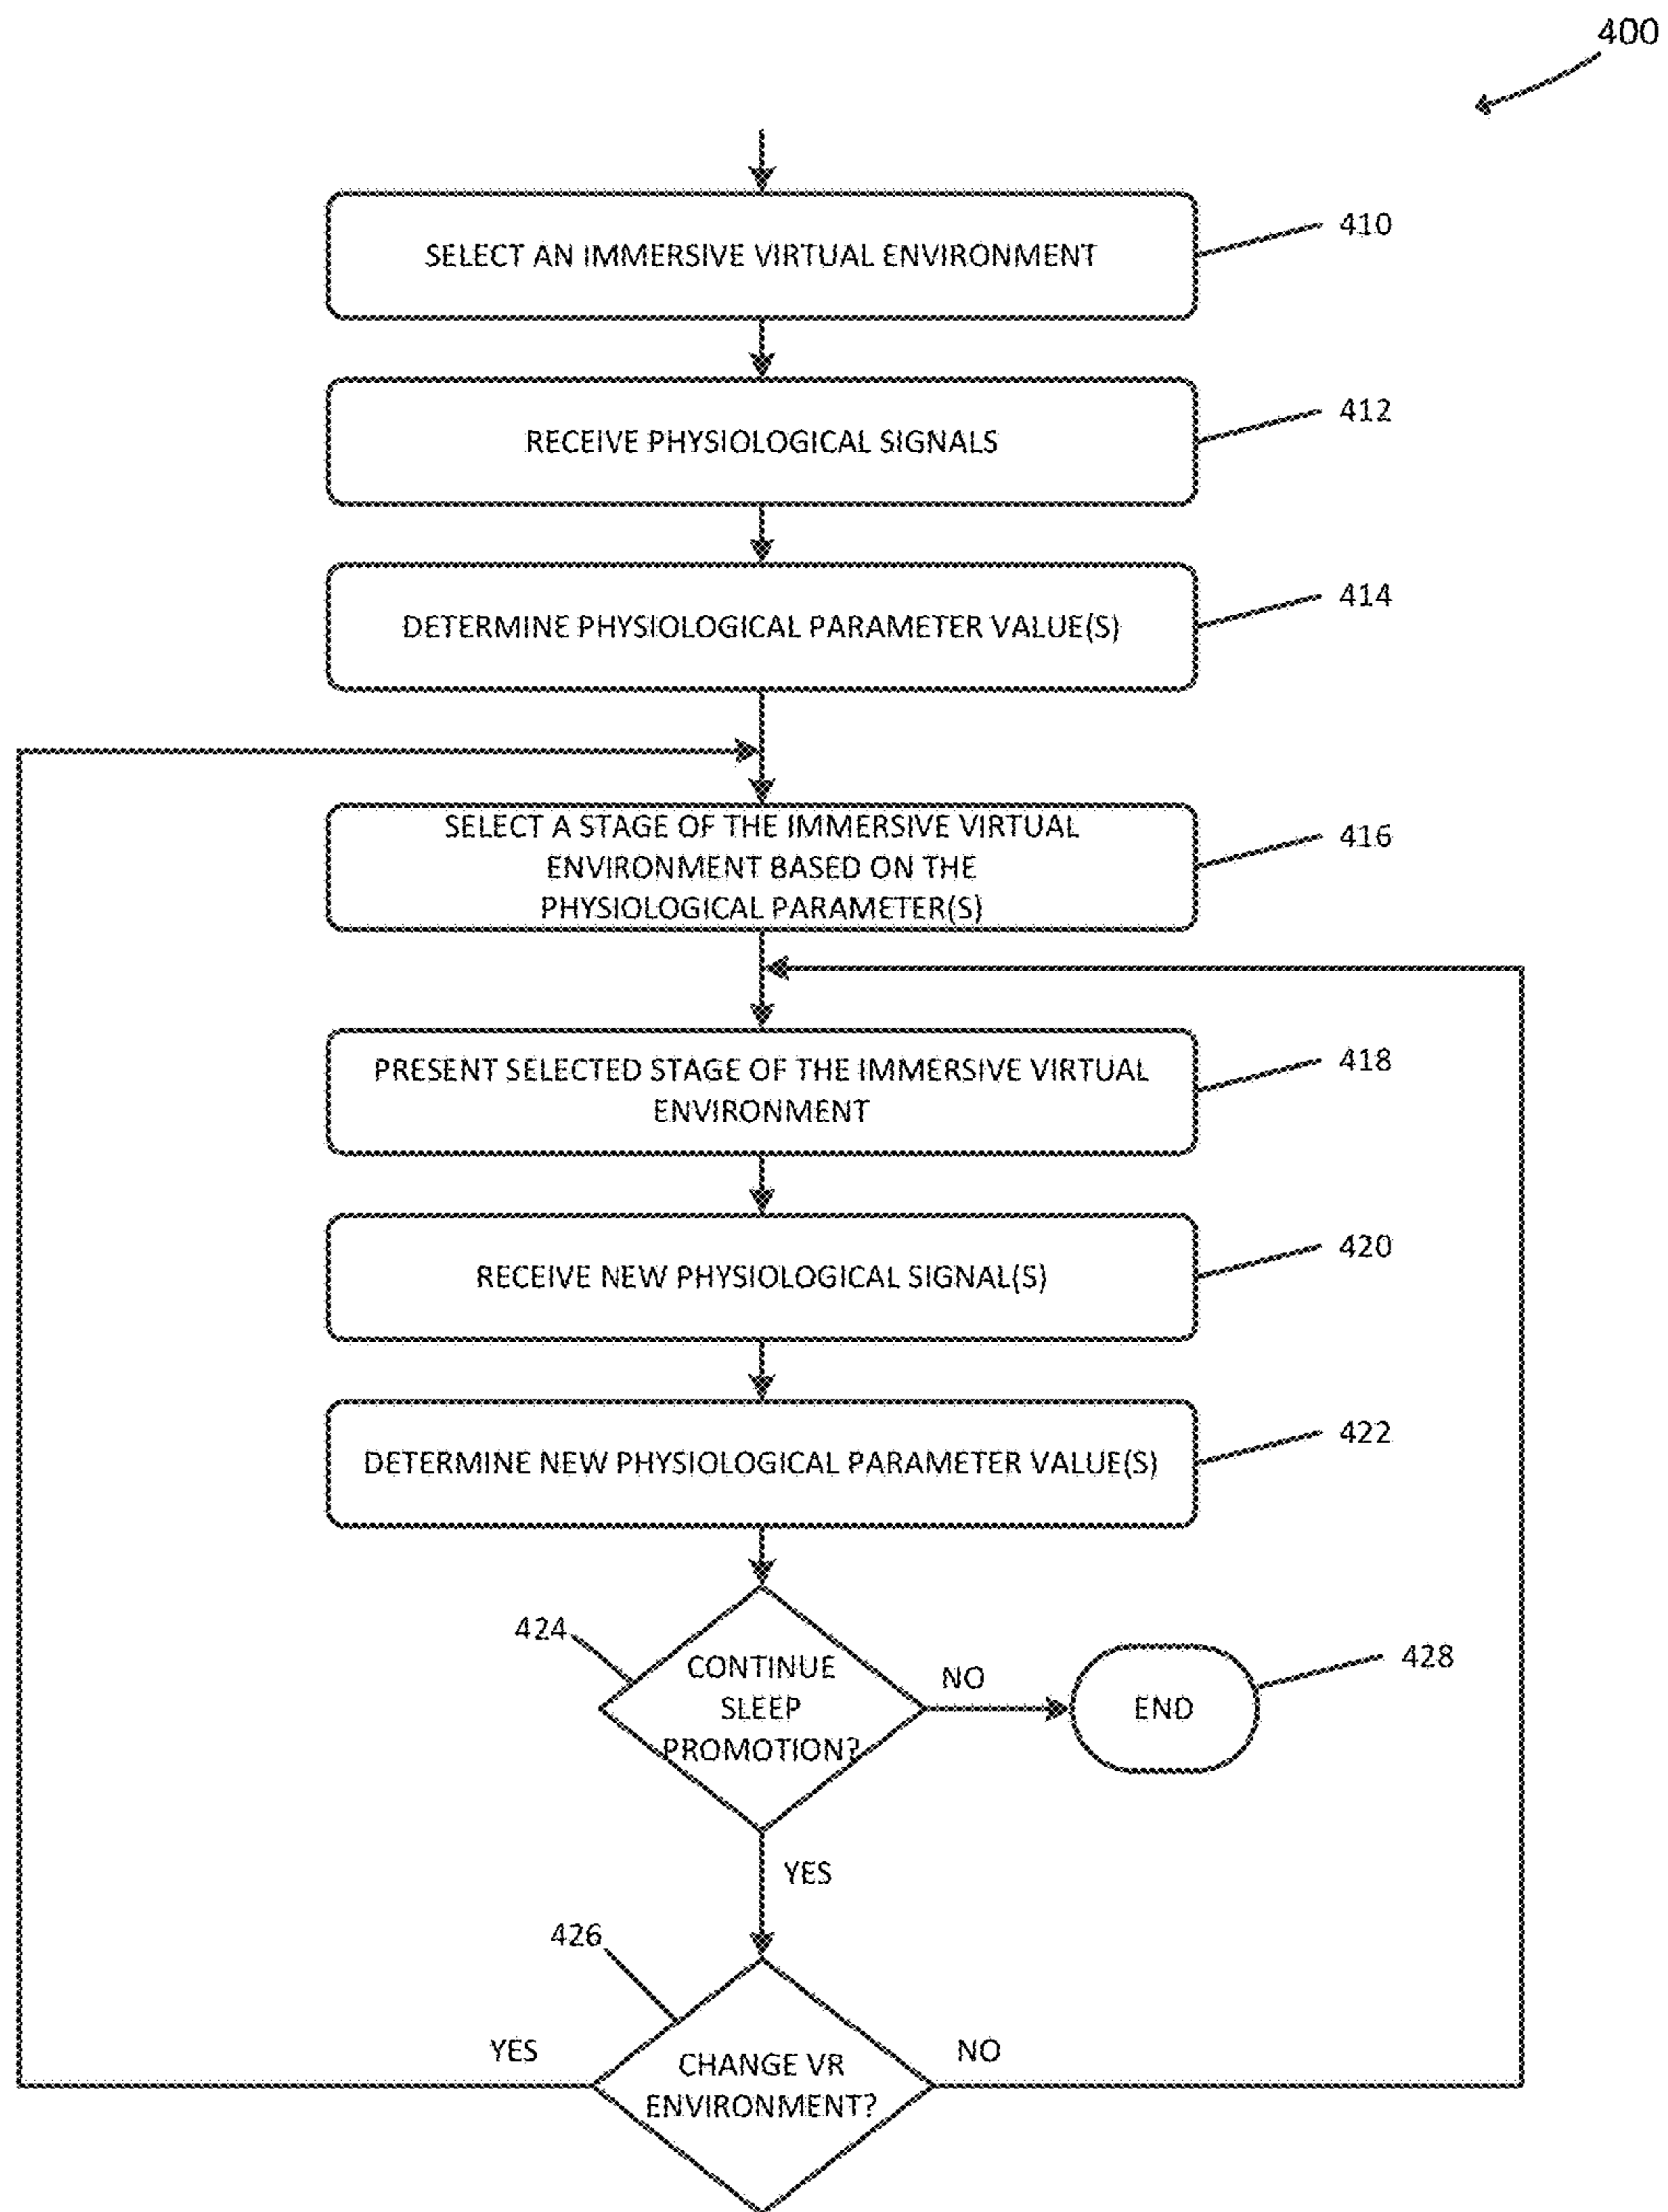 400
SELECT AN IMMERSIVE VIRTUAL ENVIRONMENT
410
RECEIVE PHYSIOLOGICAL SIGNALS
412
DETERMINE PHYSIOLOGICAL PARAMETER VALUE(S)
414
SELECT A STAGE OF THE IMMERSIVE VIRTUAL
ENVIRONMENT BASED ON THE
PHYSIOLOGICAL PARAMETER(S)
416
PRESENT SELECTED STAGE OF THE IMMERSIVE VIRTUAL
ENVIRONMENT
418
RECEIVE NEW PHYSIOLOGICAL SIGNAL(S)
420
DETERMINE NEW PHYSIOLOGICAL PARAMETER VALUE(S)
422
424
CONTINUE
SLEEP
PROMOTION?
NO
END
428
YES
426
YES
CHANGE VR
ENVIRONMENT?
NO